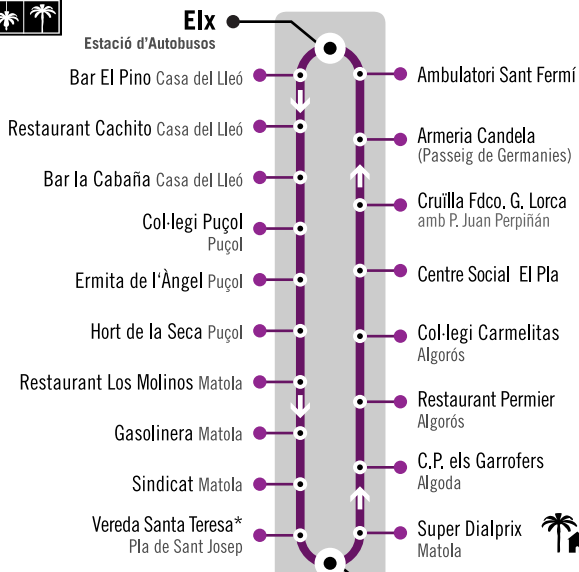 Elx
Estació d'Autobusos
Bar El Pino Casa del Lleó
Restaurant Cachito Casa del Lleó
Bar la Cabaña Casa del Lleó
Col·legi Puçol
Puçol
Ermita de l'Àngel Puçol
Hort de la Seca Puçol
Restaurant Los Molinos Matola
Gasolinera Matola
Sindicat Matola
Vereda Santa Teresa*
Pla de Sant Josep
Ambulatori Sant Fermí
Armeria Candela
(Passeig de Germanies)
Cruïlla Fdco. G. Lorca
amb P. Juan Perpiñán
Centre Social El Pla
Col·legi Carmelitas
Algorós
Restaurant Permier
Algorós
C.P. els Garrofers
Algoda
Super Dialprix
Matola